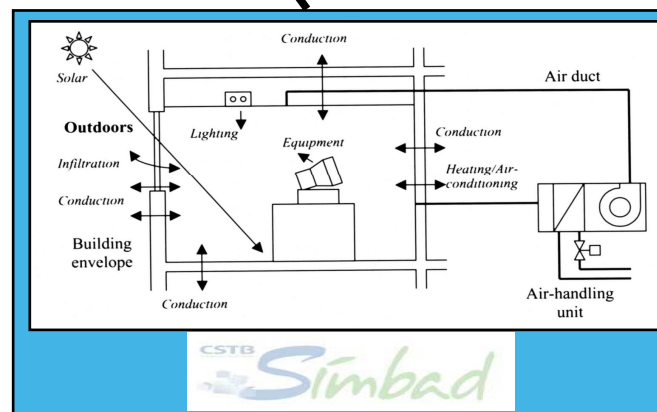 Conduction
Solar
Air duct
Outdoors
Lighting
Equipment
Conduction
Infiltration
Heating/Air-
conditioning
Conduction
Building
envelope
Air-handling
unit
Conduction
CSTB
Simbad